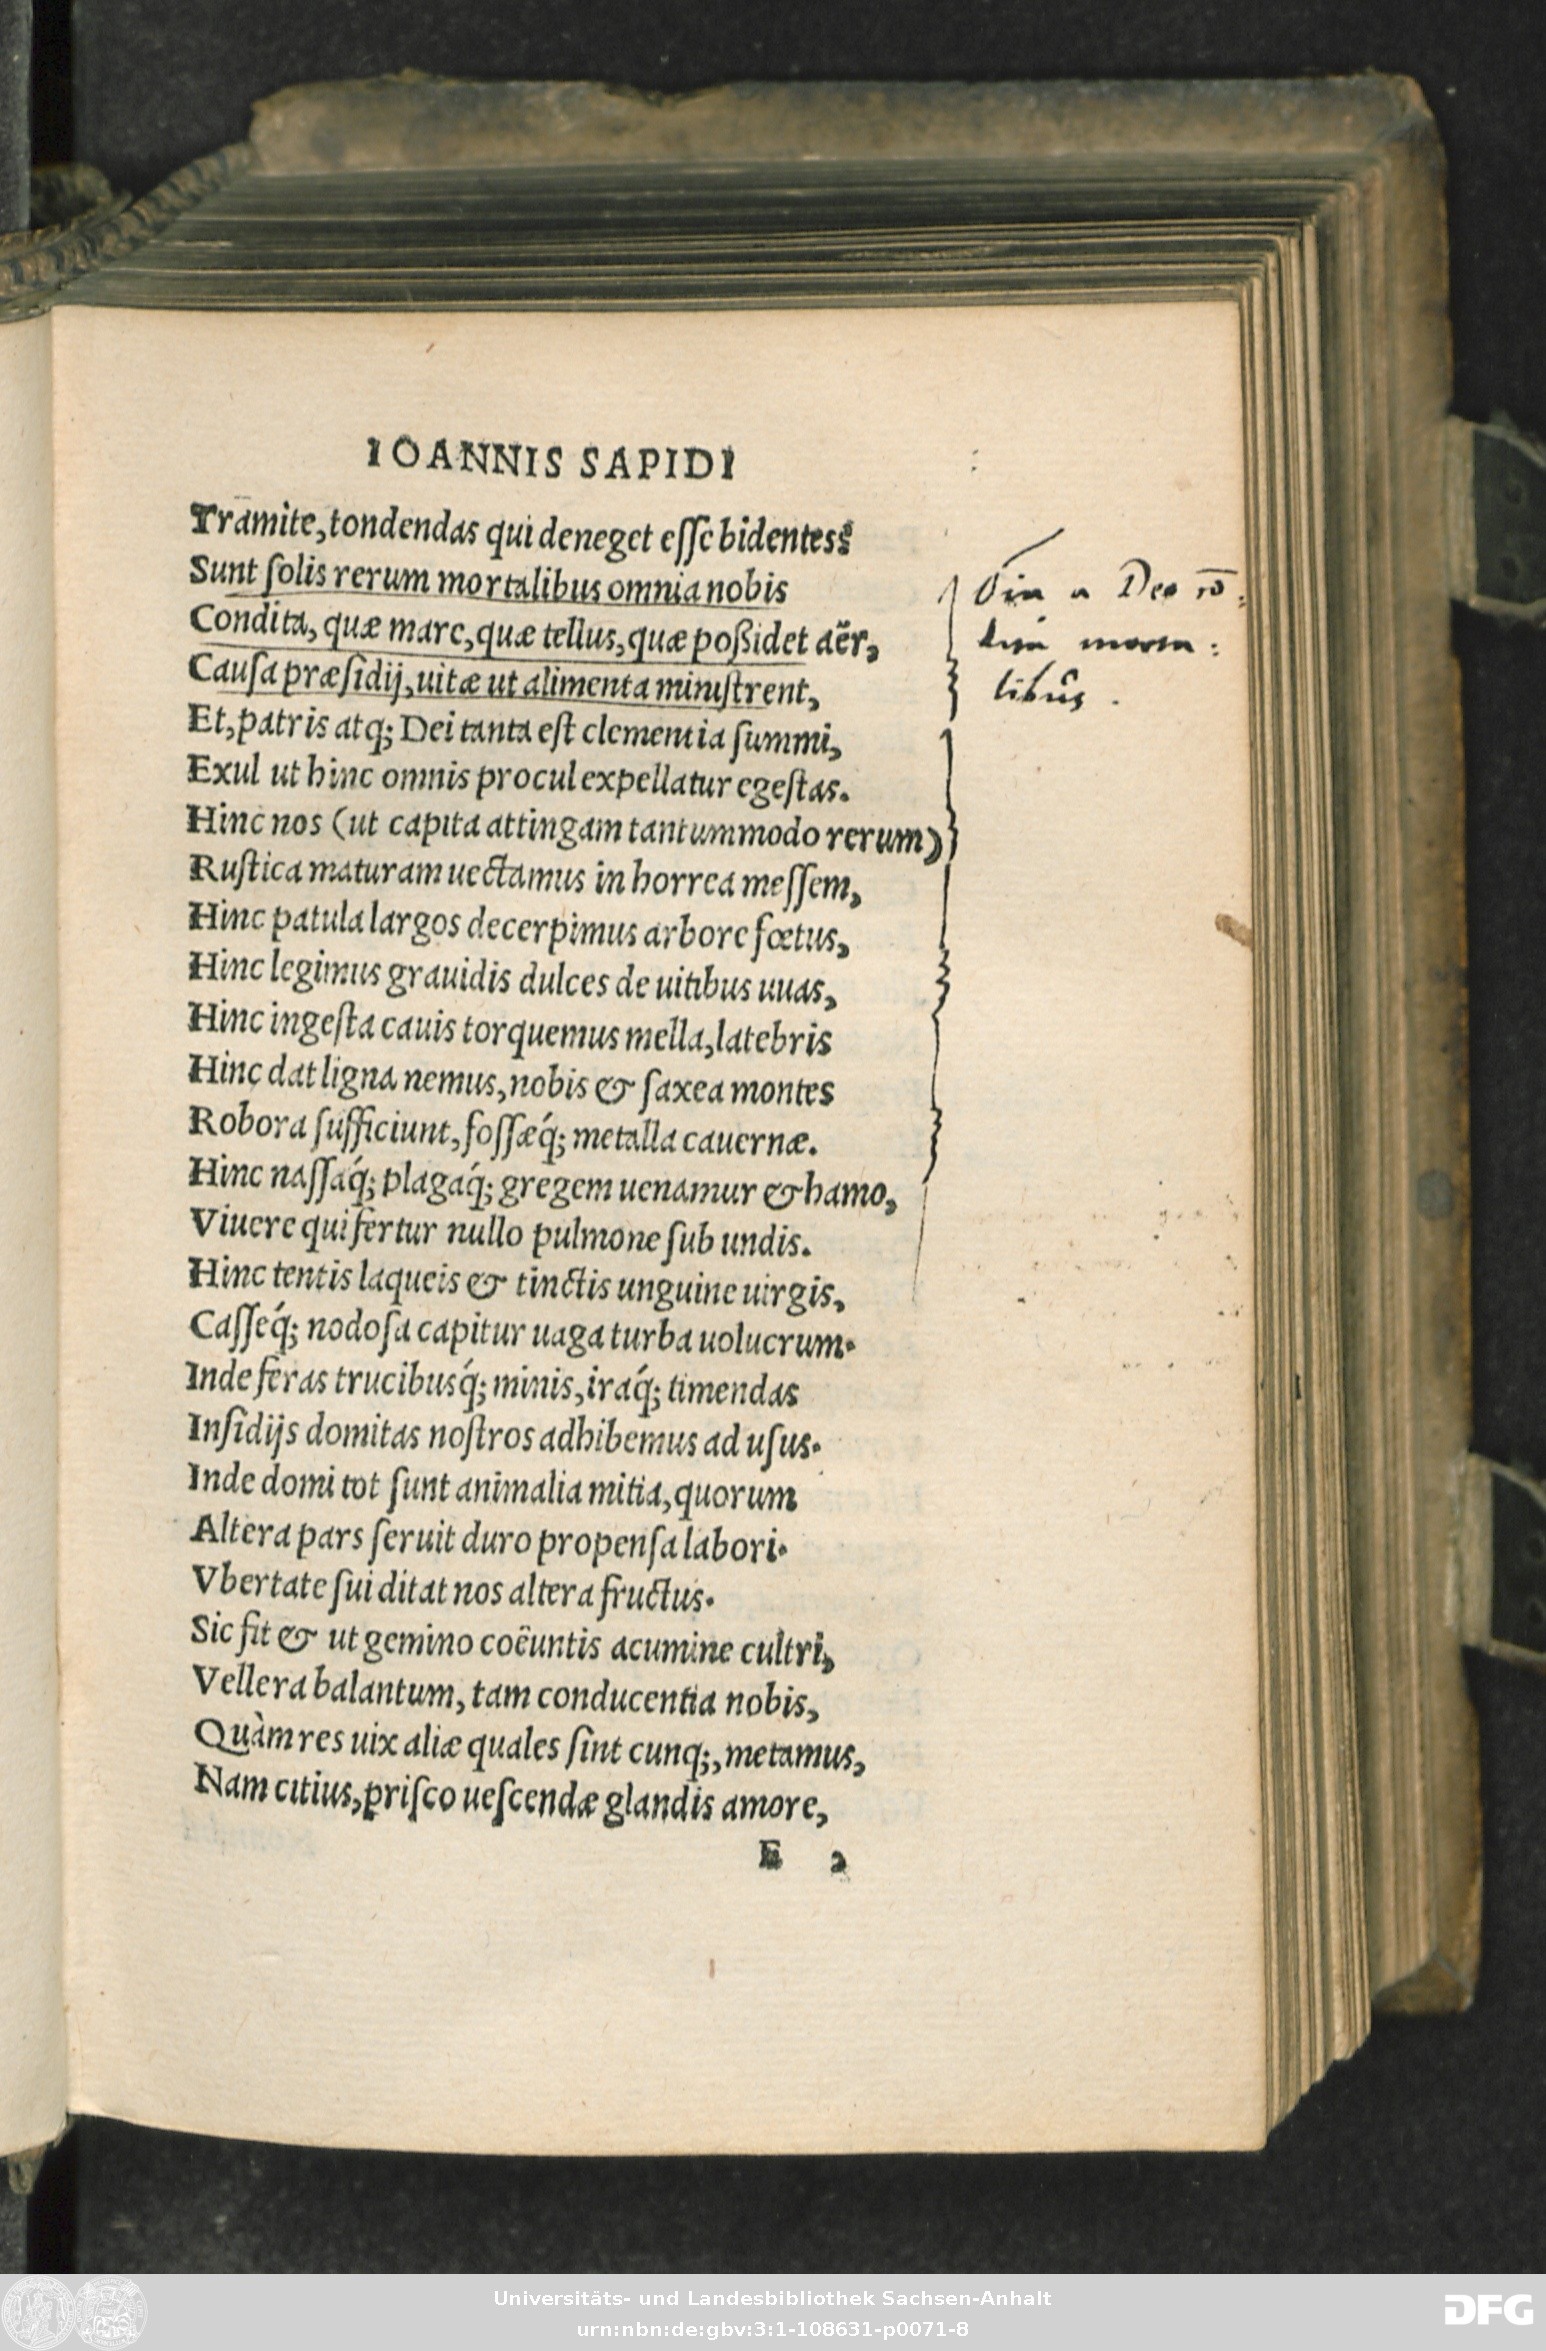 IOANNIS SAPIDI
Tramite, tondendas qui deneget eſſe bidentes?
Sunt ſolis rerum mortalibus omnia nobis
Condita, quæ mare, quæ tellus, quæ poßidet aër,
Cauſa præſidij, uitæ ut alimenta miniſtrent,
Et, patris atq; Dei tanta eſt clementia ſummi,
Exul ut hinc omnis procul expellatur egeſtas.
Hinc nos (ut capita attingam tantummodo rerum)
Ruſtica maturam uectamus in horrea meſſem,
Hinc patula largos decerpimus arbore fœtus,
Hinc legimus grauidis dulces de uitibus uuas,
Hinc ingeſta cauis torquemus mella, latebris
Hinc dat ligna nemus, nobis & ſaxea montes
Robora ſufficiunt, foſſæq́; metalla cauernæ.
Hinc naſſaq́; plagaq́; gregem uenamur & hamo,
Viuere qui fertur nullo pulmone ſub undis.
Hinc tentis laqueis & tinctis unguine uirgis,
Caſſeq́; nodoſa capitur uaga turba uolucrum.
Inde feras trucibusq́; minis, iraq́; timendas
Inſidijs domitas noſtros adhibemus ad uſus.
Inde domi tot ſunt animalia mitia, quorum
Altera pars ſeruit duro propenſa labori.
Vbertate ſui ditat nos altera fructus.
Sic fit & ut gemino coëuntis acumine cultri,
Vellera balantum, tam conducentia nobis,
Quàm res uix aliæ quales ſint cunq;, metamus,
Nam citius, priſco ueſcendæ glandis amore,
E 2
Oia a Deo
libus.
Universitäts- und Landesbibliothek Sachsen-Anhalt
urn:nbn:de:gbv:3:1-108631-p0071-8
DFG